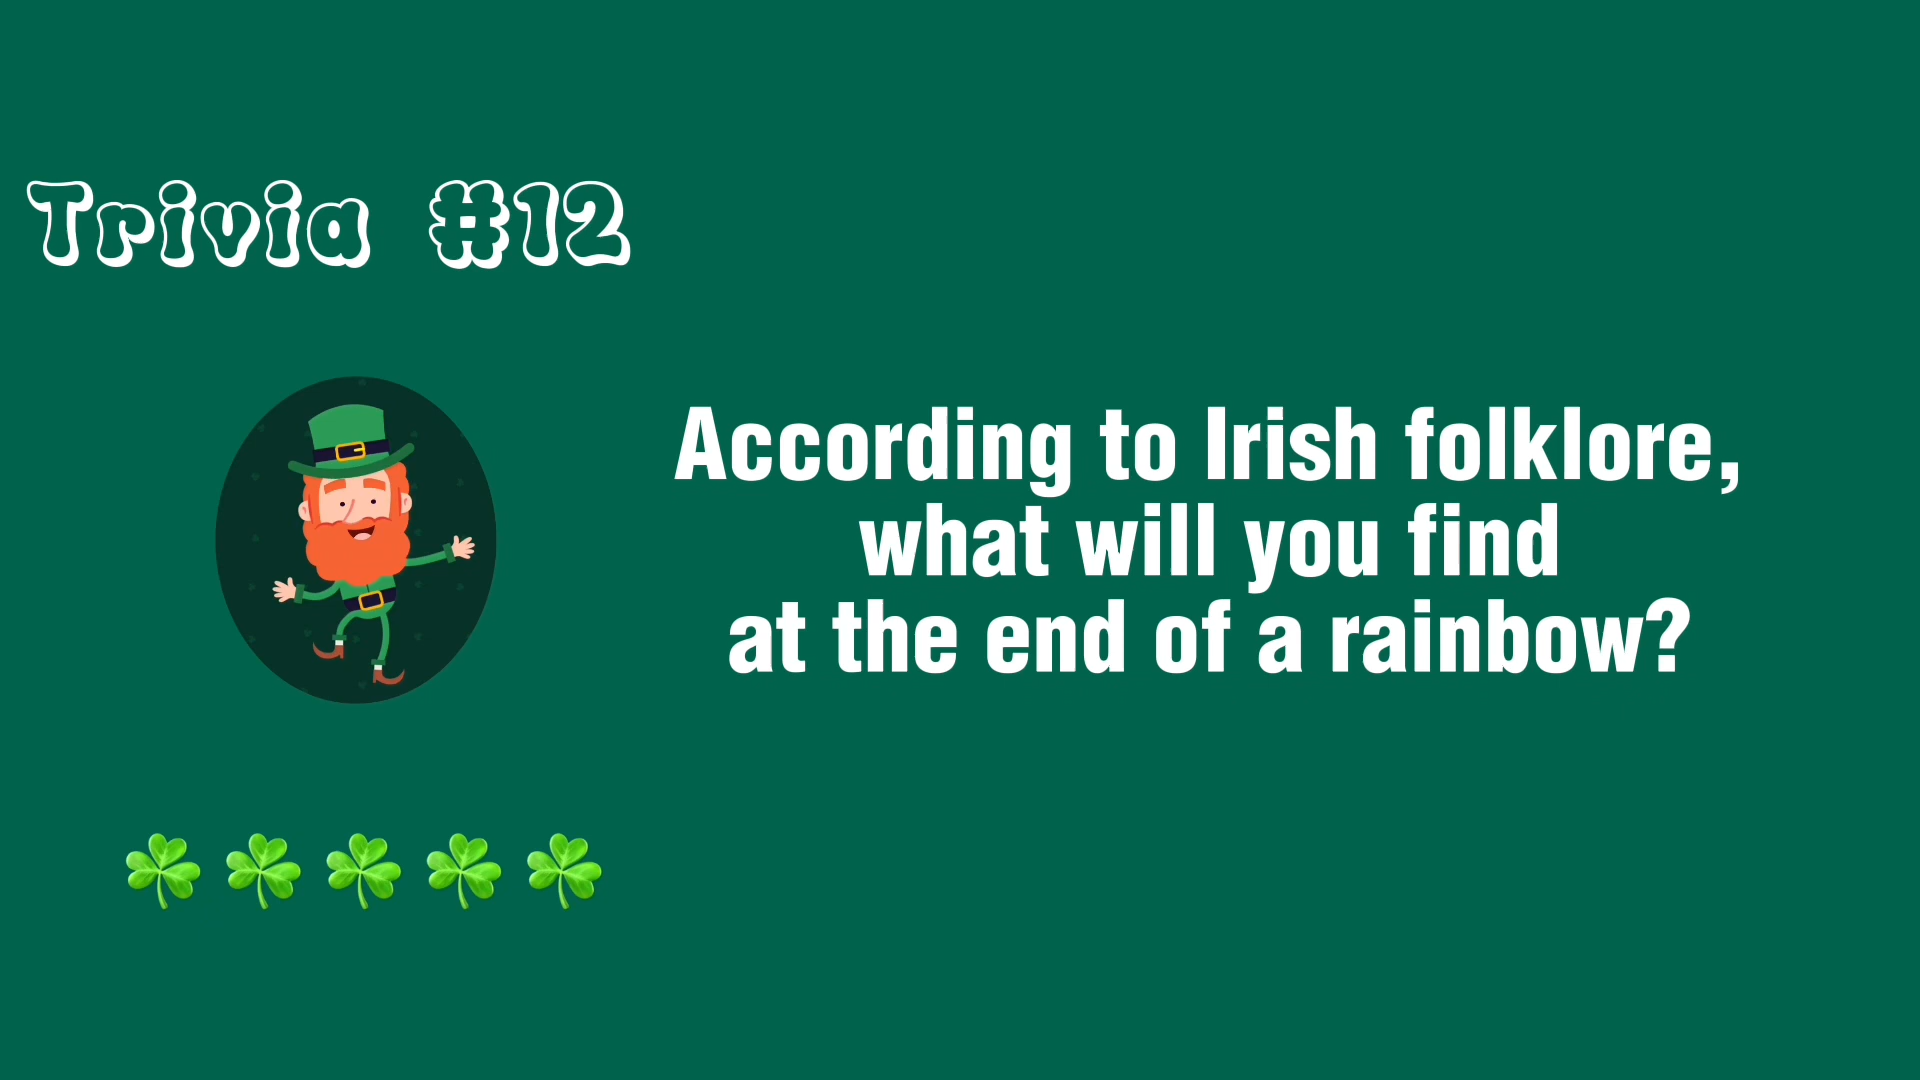 Trivia #12
According to Irish folklore,
what will you find
at the end of a rainbow?